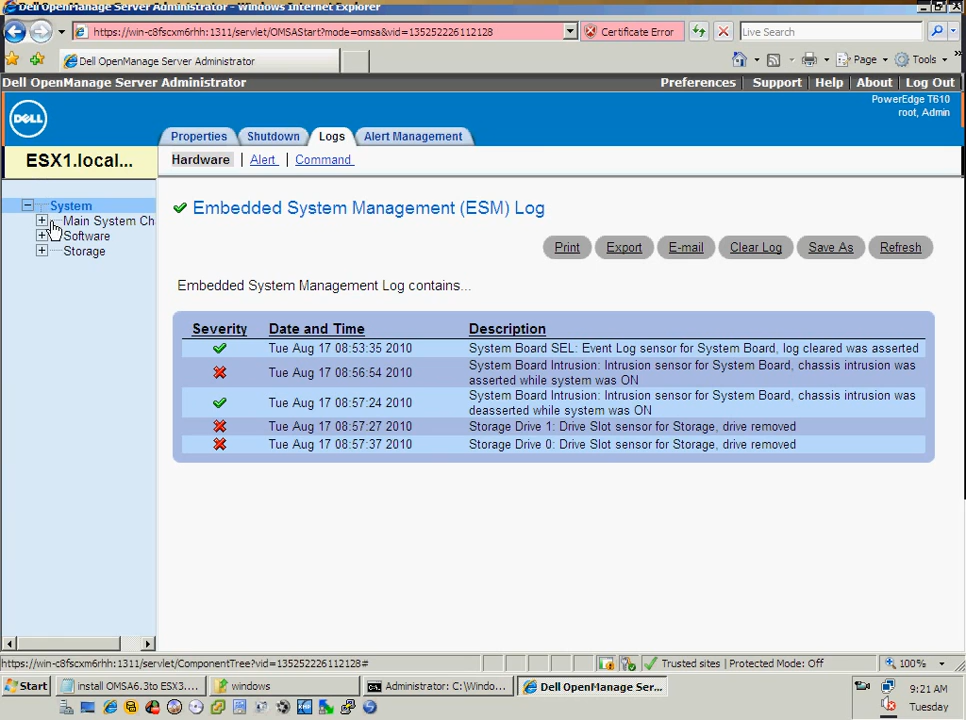 Dell OpenManage Server Administrator - Windows Internet Explorer
https://win-c8fscxm6rhh:1311/servlet/OMSAStart?mode=omsa&vid=135252226112128
Certificate Error
Live Search
Dell OpenManage Server Administrator
Page
Tools
Dell OpenManage Server Administrator
Preferences
Support
Help
About
Log Out
DELL
PowerEdge T610
root, Admin
Properties
Shutdown
Logs
Alert Management
ESX1.local...
Hardware | Alert | Command
System
Main System Ch
Software
Storage
Embedded System Management (ESM) Log
Print
Export
E-mail
Clear Log
Save As
Refresh
Embedded System Management Log contains...
Severity Date and Time Description
Tue Aug 17 08:53:35 2010 System Board SEL: Event Log sensor for System Board, log cleared was asserted
Tue Aug 17 08:56:54 2010 System Board Intrusion: Intrusion sensor for System Board, chassis intrusion was
asserted while system was ON
Tue Aug 17 08:57:24 2010 System Board Intrusion: Intrusion sensor for System Board, chassis intrusion was
deasserted while system was ON
Tue Aug 17 08:57:27 2010 Storage Drive 1: Drive Slot sensor for Storage, drive removed
Tue Aug 17 08:57:37 2010 Storage Drive 0: Drive Slot sensor for Storage, drive removed
https://win-c8fscxm6rhh:1311/servlet/ComponentTree?vid=135252226112128#
Trusted sites | Protected Mode: Off
100%
Start
install OMSA6.3to ESX3....
windows
Administrator: C:\Windo...
Dell OpenManage Ser...
9:21 AM
Tuesday